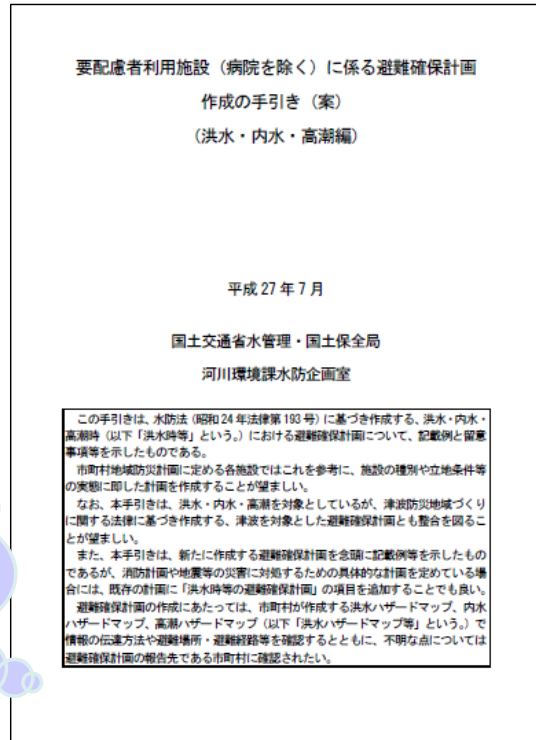 要配慮者利用施設（病院を除く）に係る避難確保計画
作成の手引き（案）
（洪水・内水・高潮編）
平成 27 年 7 月
国土交通省水管理・国土保全局
河川環境課水防企画室
この手引きは、水防法（昭和 24 年法律第 193 号）に基づき作成する、洪水・内水・
高潮時（以下「洪水時等」という。）における避難確保計画について、記載例と留意
事項等を示したものである。
市町村地域防災計画に定める各施設ではこれを参考に、施設の種別や立地条件等
の実態に即した計画を作成することが望ましい。
なお、本手引きは、洪水・内水・高潮を対象としているが、津波防災地域づくり
に関する法律に基づき作成する、津波を対象とした避難確保計画とも整合を図るこ
とが望ましい。
また、本手引きは、新たに作成する避難確保計画を念頭に記載例等を示したもの
であるが、消防計画や地震等の災害に対処するための具体的な計画を定めている場
合には、既存の計画に「洪水時等の避難確保計画」の項目を追加することでも良い。
避難確保計画の作成にあたっては、市町村が作成する洪水ハザードマップ、内水
ハザードマップ、高潮ハザードマップ（以下「洪水ハザードマップ等」という。）で
情報の伝達方法や避難場所・避難経路等を確認するとともに、不明な点については
避難確保計画の報告先である市町村に確認されたい。